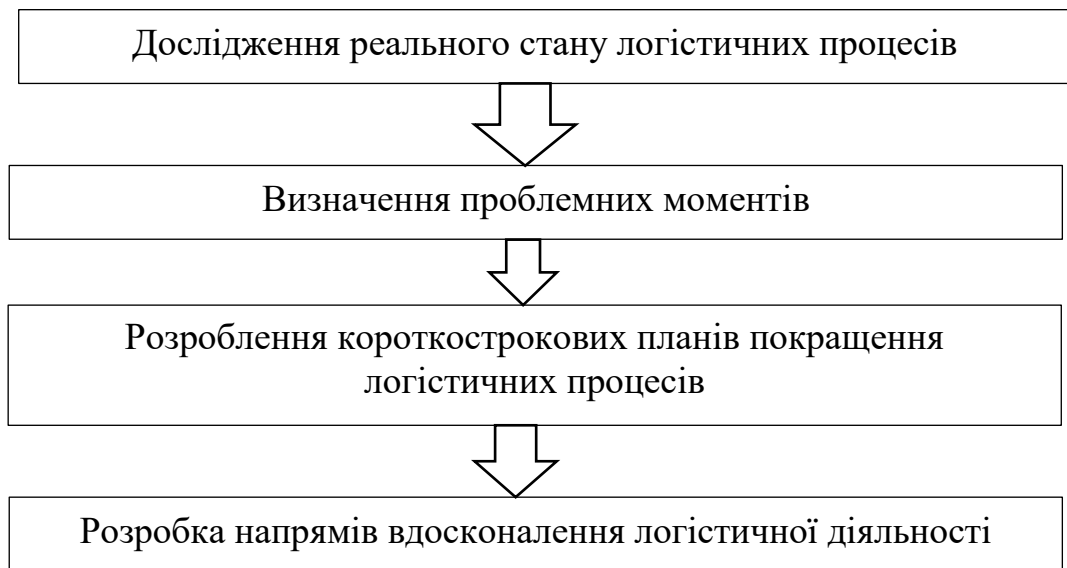 Дослідження реального стану логістичних процесів
Визначення проблемних моментів
Розроблення короткострокових планів покращення
логістичних процесів
Розробка напрямів вдосконалення логістичної діяльності